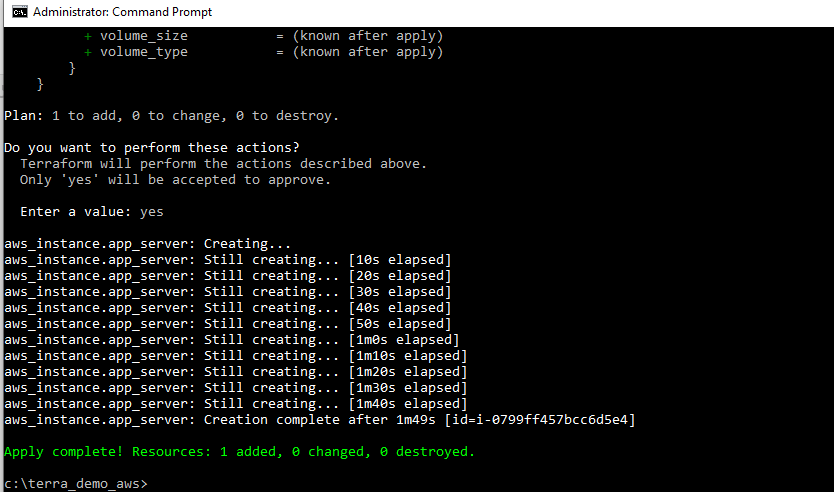 Administrator: Command Prompt
+ volume_size = (known after apply)
+ volume_type = (known after apply)
}
}
Plan: 1 to add, 0 to change, 0 to destroy.
Do you want to perform these actions?
Terraform will perform the actions described above.
Only 'yes' will be accepted to approve.
Enter a value: yes
aws_instance.app_server: Creating...
aws_instance.app_server: Still creating... [10s elapsed]
aws_instance.app_server: Still creating... [20s elapsed]
aws_instance.app_server: Still creating... [30s elapsed]
aws_instance.app_server: Still creating... [40s elapsed]
aws_instance.app_server: Still creating... [50s elapsed]
aws_instance.app_server: Still creating... [1m0s elapsed]
aws_instance.app_server: Still creating... [1m10s elapsed]
aws_instance.app_server: Still creating... [1m20s elapsed]
aws_instance.app_server: Still creating... [1m30s elapsed]
aws_instance.app_server: Still creating... [1m40s elapsed]
aws_instance.app_server: Creation complete after 1m49s [id=i-0799ff457bcc6d5e4]
Apply complete! Resources: 1 added, 0 changed, 0 destroyed.
c:\terra_demo_aws>